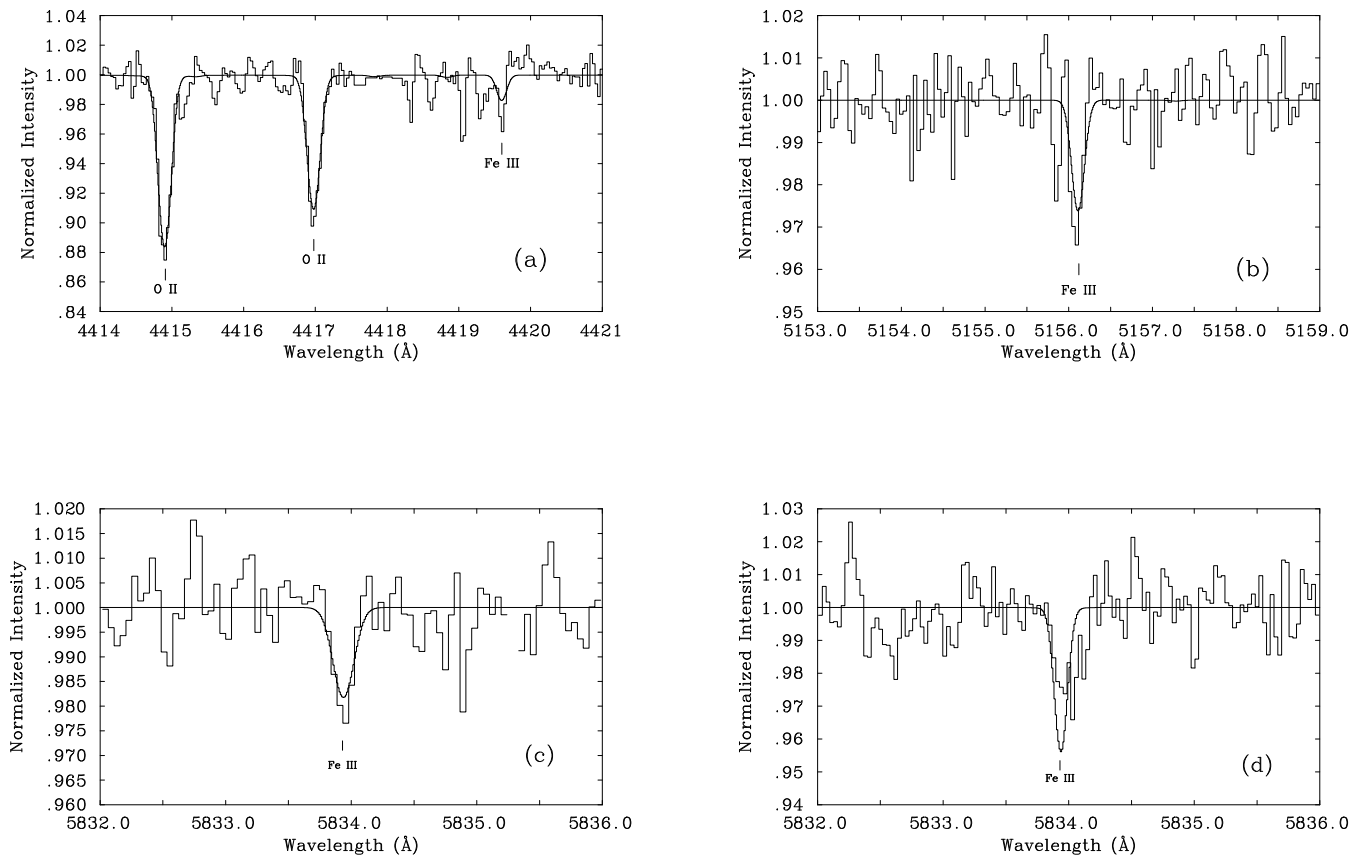 1.04
1.02
1.00
.98
.96
.94
.92
.90
.88
.86
.84
Normalized Intensity
Fe III
O II
O II
(a)
4414 4415 4416 4417 4418 4419 4420 4421
Wavelength (Å)
1.02
1.01
1.00
.99
.98
.97
.96
.95
Normalized Intensity
Fe III
(b)
5153.0 5154.0 5155.0 5156.0 5157.0 5158.0 5159.0
Wavelength (Å)
1.020
1.015
1.010
1.005
1.000
.995
.990
.985
.980
.975
.970
.965
.960
Normalized Intensity
Fe III
(c)
5832.0 5833.0 5834.0 5835.0 5836.0
Wavelength (Å)
1.03
1.02
1.01
1.00
.99
.98
.97
.96
.95
.94
Normalized Intensity
Fe III
(d)
5832.0 5833.0 5834.0 5835.0 5836.0
Wavelength (Å)